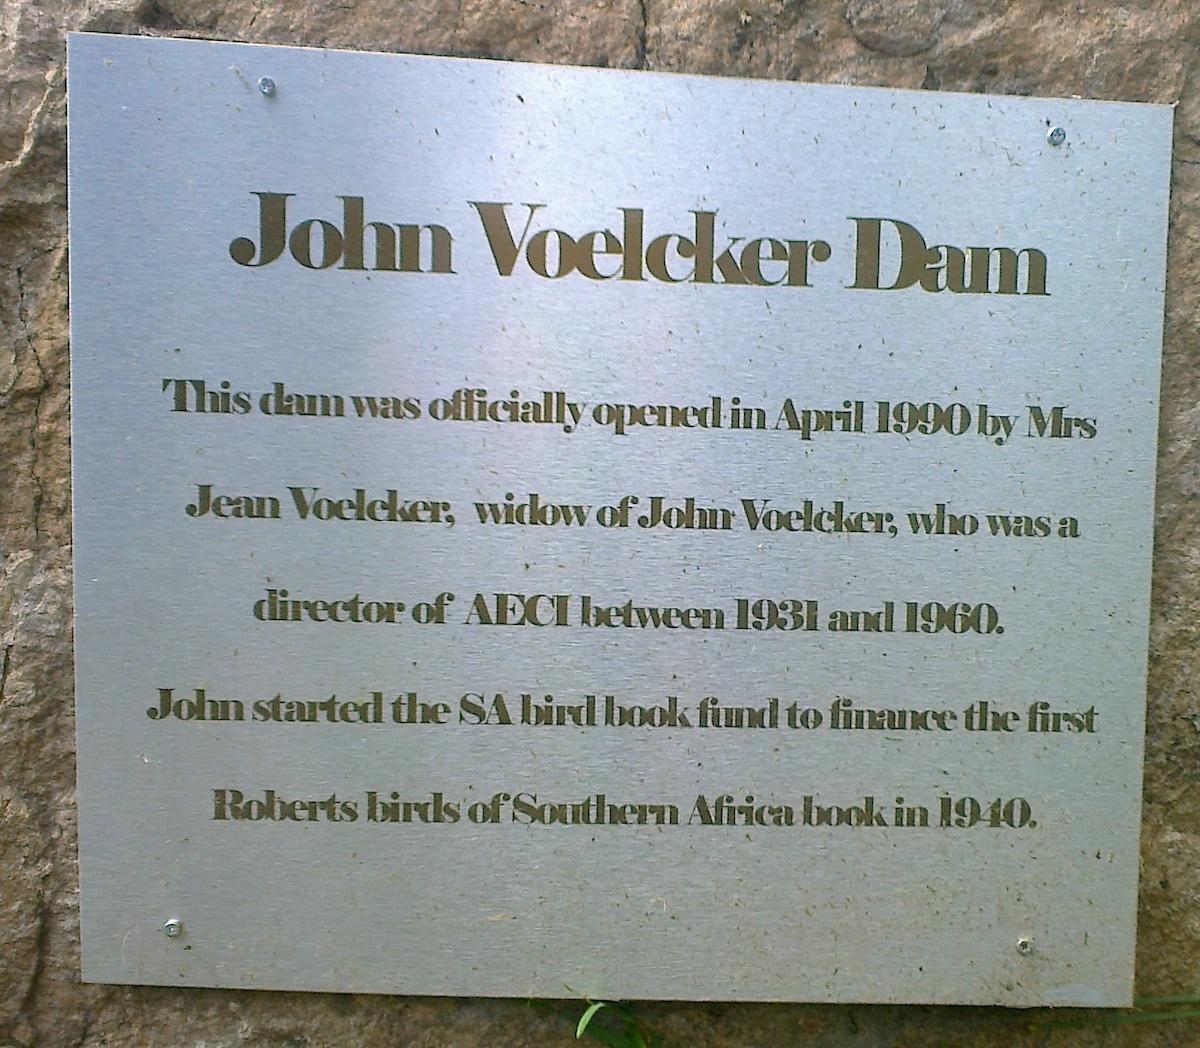 John Voelcker Dam
This dam was officially opened in April 1990 by Mrs
Jean Voelcker, widow of John Voelcker, who was a
director of AECI between 1931 and 1960.
John started the SA bird book fund to finance the first
Roberts birds of Southern Africa book in 1940.